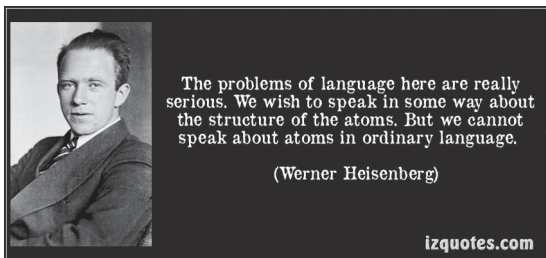 The problems of language here are really
serious. We wish to speak in some way about
the structure of the atoms. But we cannot
speak about atoms in ordinary language.
(Werner Heisenberg)
izquotes.com